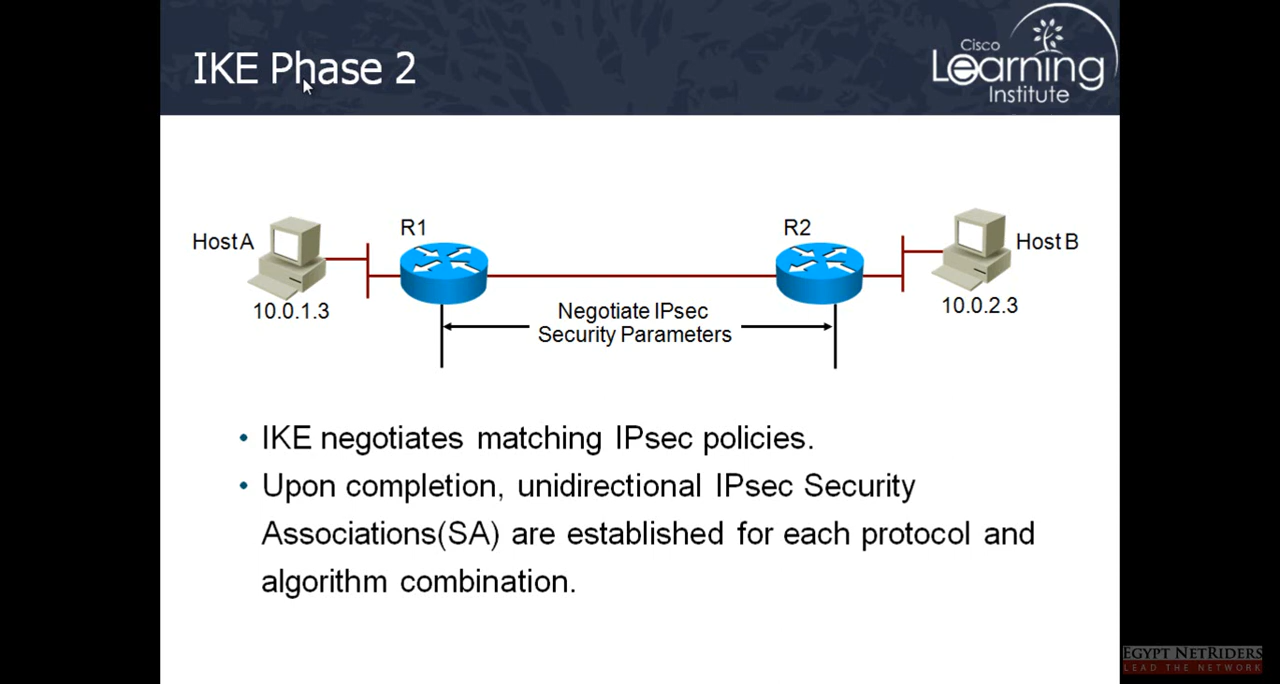 IKE Phase 2
Cisco
Learning
Institute
Host A
R1
R2
Host B
10.0.1.3
10.0.2.3
Negotiate IPsec
Security Parameters
• IKE negotiates matching IPsec policies.
• Upon completion, unidirectional IPsec Security
Associations(SA) are established for each protocol and
algorithm combination.
EGYPT NETRIDERS
LEAD THE NETWORK